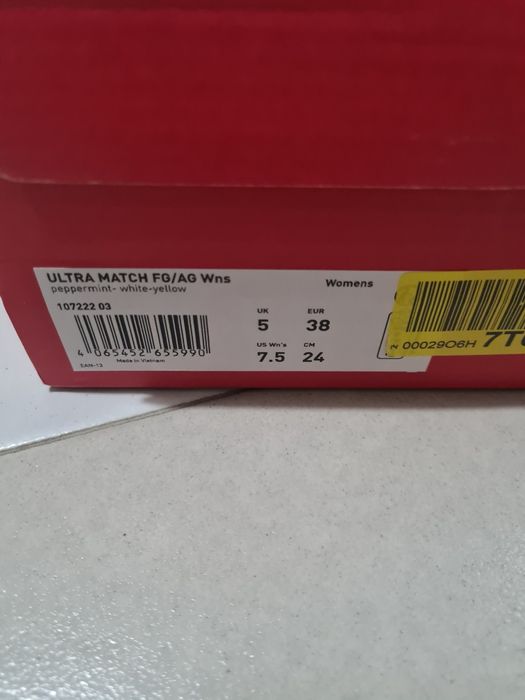 ULTRA MATCH FG/AG Wns
peppermint- white-yellow
Womens
107222 03
UK
5
EUR
38
4 065452 655990
EAN-13
Made in Vietnam
US Wn's
7.5
CM
24
00029O6H